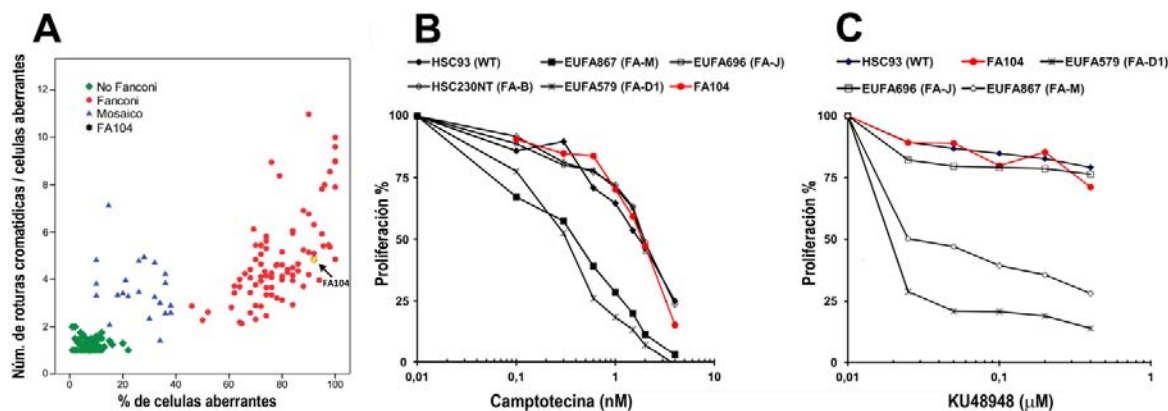 A
Núm. de roturas cromatídicas / celulas aberrantes
12
10
8
6
4
2
0
No Fanconi
Fanconi
Mosaico
FA104
FA104
0 20 40 60 80 100
% de celulas aberrantes
B
HSC93 (WT) EUFA867 (FA-M) EUFA696 (FA-J)
HSC230NT (FA-B) EUFA579 (FA-D1) FA104
Proliferación %
100
75
50
25
0
0,01 0,1 1 10
Camptotecina (nM)
C
HSC93 (WT) FA104 EUFA579 (FA-D1)
EUFA696 (FA-J) EUFA867 (FA-M)
Proliferación %
100
75
50
25
0
0,01 0,1 1
KU48948 (μM)